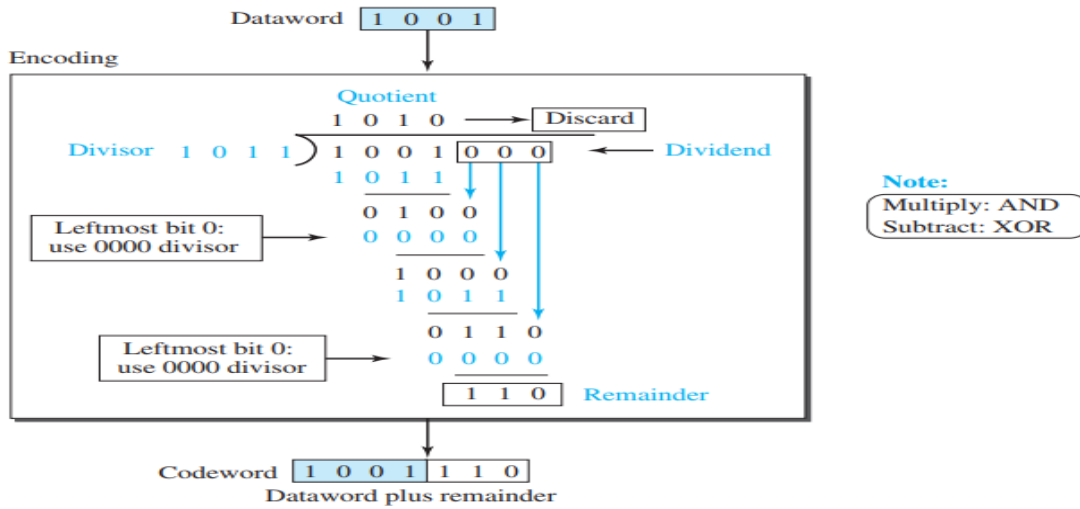 Dataword 1 0 0 1
Encoding
Quotient
1 0 1 0 Discard
Divisor 1 0 1 1 1 0 0 1 0 0 0 Dividend
1 0 1 1
Note:
Multiply: AND
Subtract: XOR
0 1 0 0
Leftmost bit 0:
use 0000 divisor
0 0 0 0
1 0 0 0
1 0 1 1
0 1 1 0
Leftmost bit 0:
use 0000 divisor
0 0 0 0
1 1 0 Remainder
Codeword 1 0 0 1 1 1 0
Dataword plus remainder